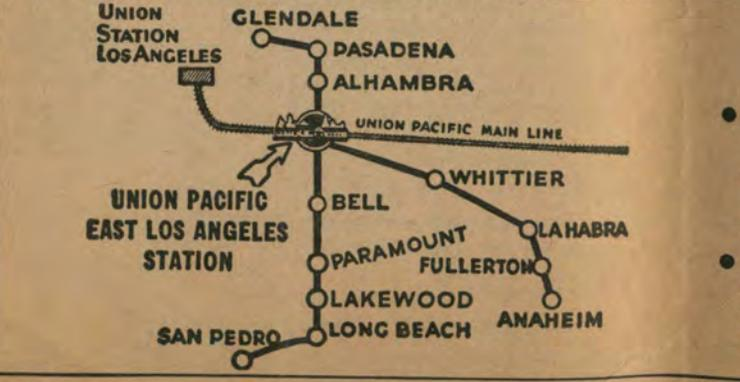 UNION
STATION
LOS ANGELES
GLENDALE
PASADENA
ALHAMBRA
UNION PACIFIC MAIN LINE
UNION PACIFIC
EAST LOS ANGELES
STATION
WHITTIER
BELL
LA HABRA
PARAMOUNT
FULLERTON
LAKEWOOD
ANAHEIM
SAN PEDRO
LONG BEACH